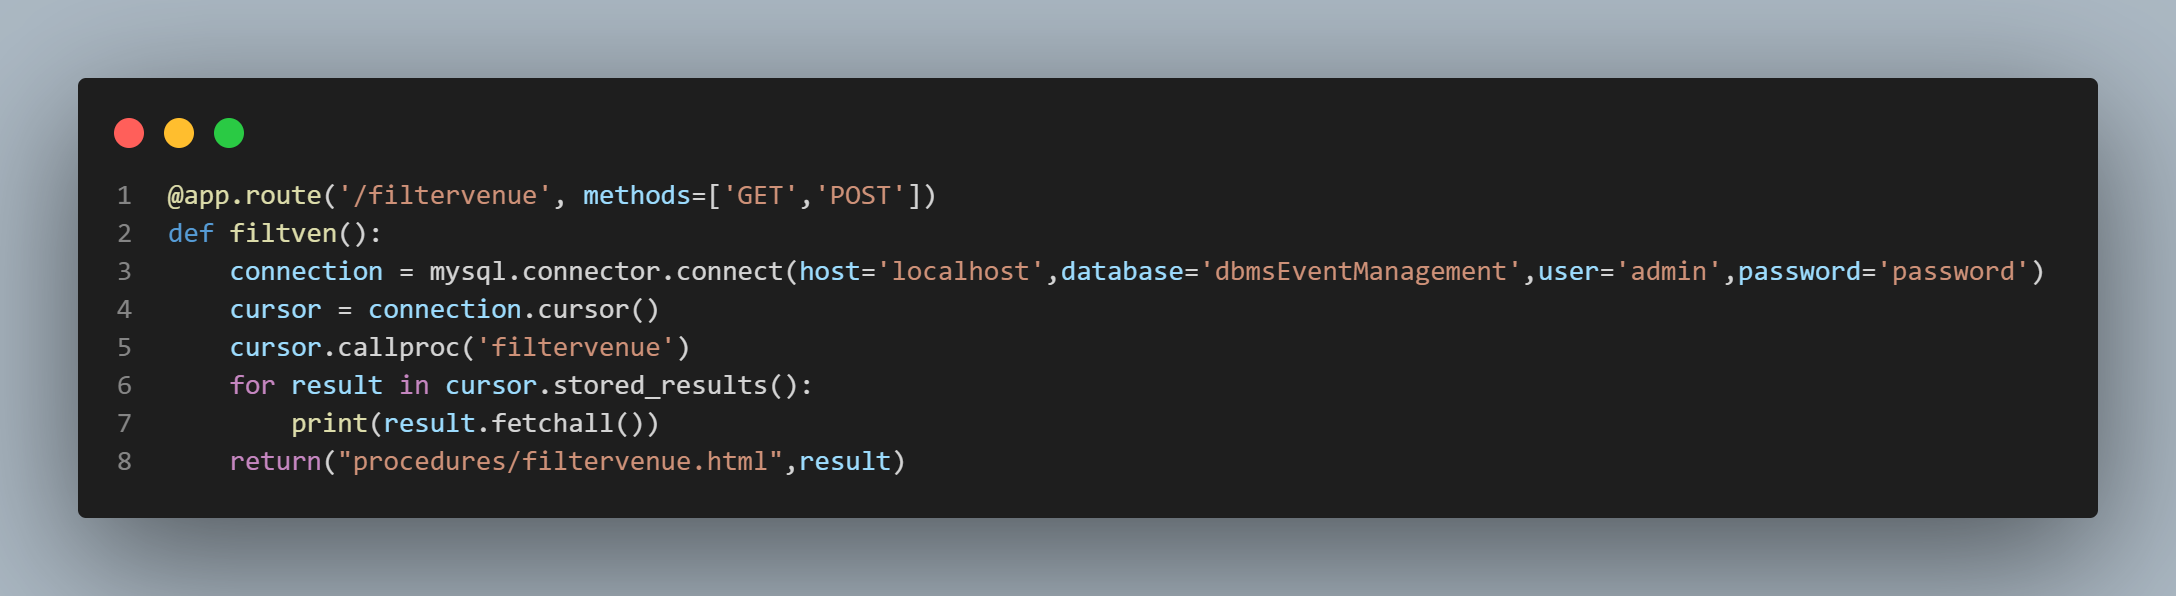 1 @app.route('/filtervenue', methods=['GET','POST'])
2 def filtven():
3     connection = mysql.connector.connect(host='localhost',database='dbmsEventManagement',user='admin',password='password')
4     cursor = connection.cursor()
5     cursor.callproc('filtervenue')
6     for result in cursor.stored_results():
7         print(result.fetchall())
8     return("procedures/filtervenue.html",result)